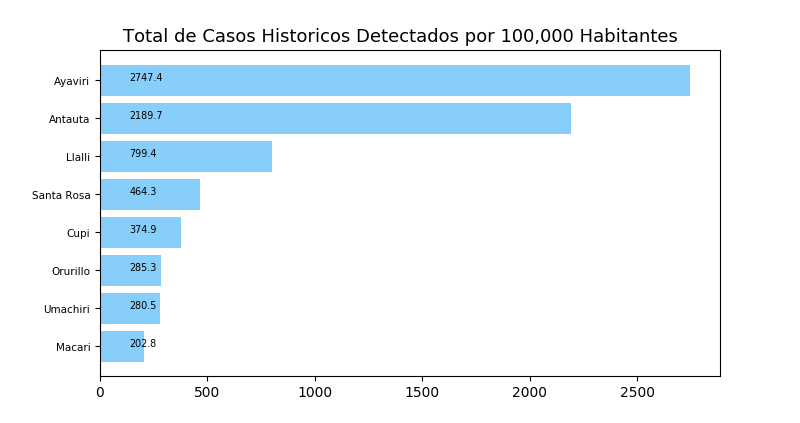 Total de Casos Historicos Detectados por 100,000 Habitantes
Ayaviri 2747.4
Antauta 2189.7
Llalli 799.4
Santa Rosa 464.3
Cupi 374.9
Orurillo 285.3
Umachiri 280.5
Macari 202.8
0 500 1000 1500 2000 2500